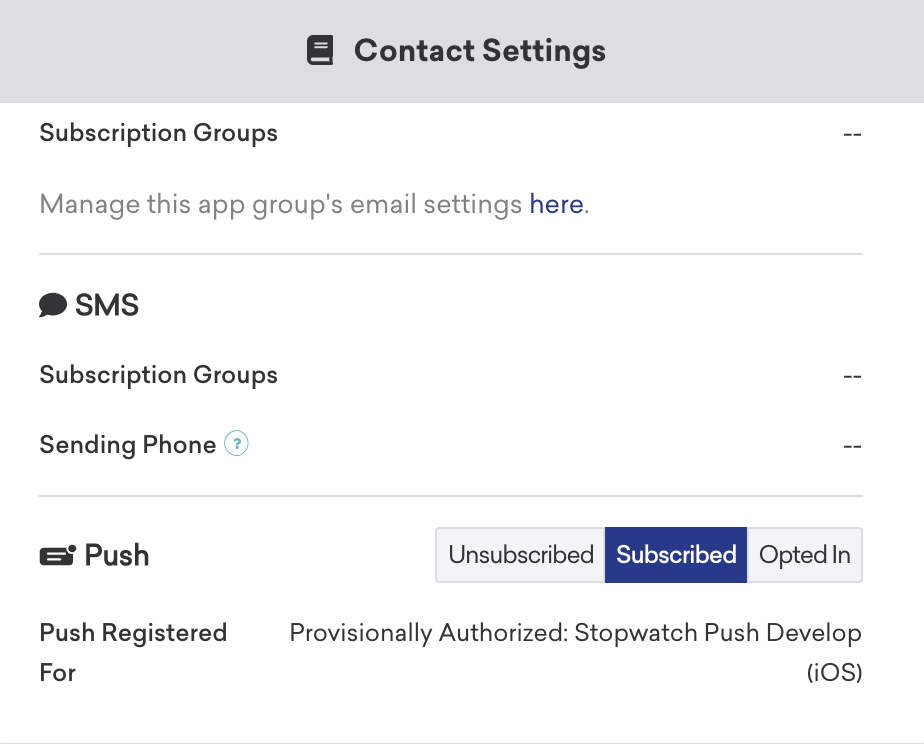 Contact Settings
Subscription Groups --
Manage this app group's email settings here.
SMS
Subscription Groups --
Sending Phone ? --
Push Unsubscribed Subscribed Opted In
Push Registered For Provisionally Authorized: Stopwatch Push Develop (iOS)